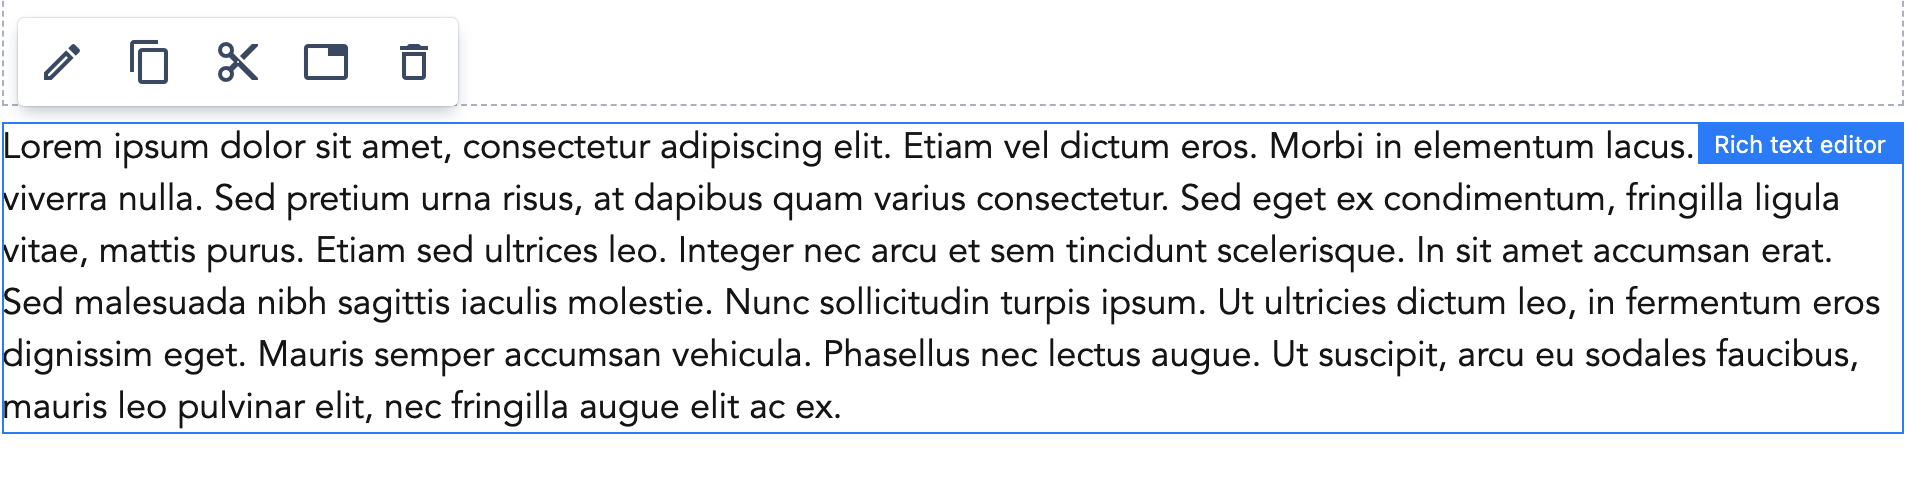 Lorem ipsum dolor sit amet, consectetur adipiscing elit. Etiam vel dictum eros. Morbi in elementum lacus. Rich text editor
viverra nulla. Sed pretium urna risus, at dapibus quam varius consectetur. Sed eget ex condimentum, fringilla ligula
vitae, mattis purus. Etiam sed ultrices leo. Integer nec arcu et sem tincidunt scelerisque. In sit amet accumsan erat.
Sed malesuada nibh sagittis iaculis molestie. Nunc sollicitudin turpis ipsum. Ut ultricies dictum leo, in fermentum eros
dignissim eget. Mauris semper accumsan vehicula. Phasellus nec lectus augue. Ut suscipit, arcu eu sodales faucibus,
mauris leo pulvinar elit, nec fringilla augue elit ac ex.